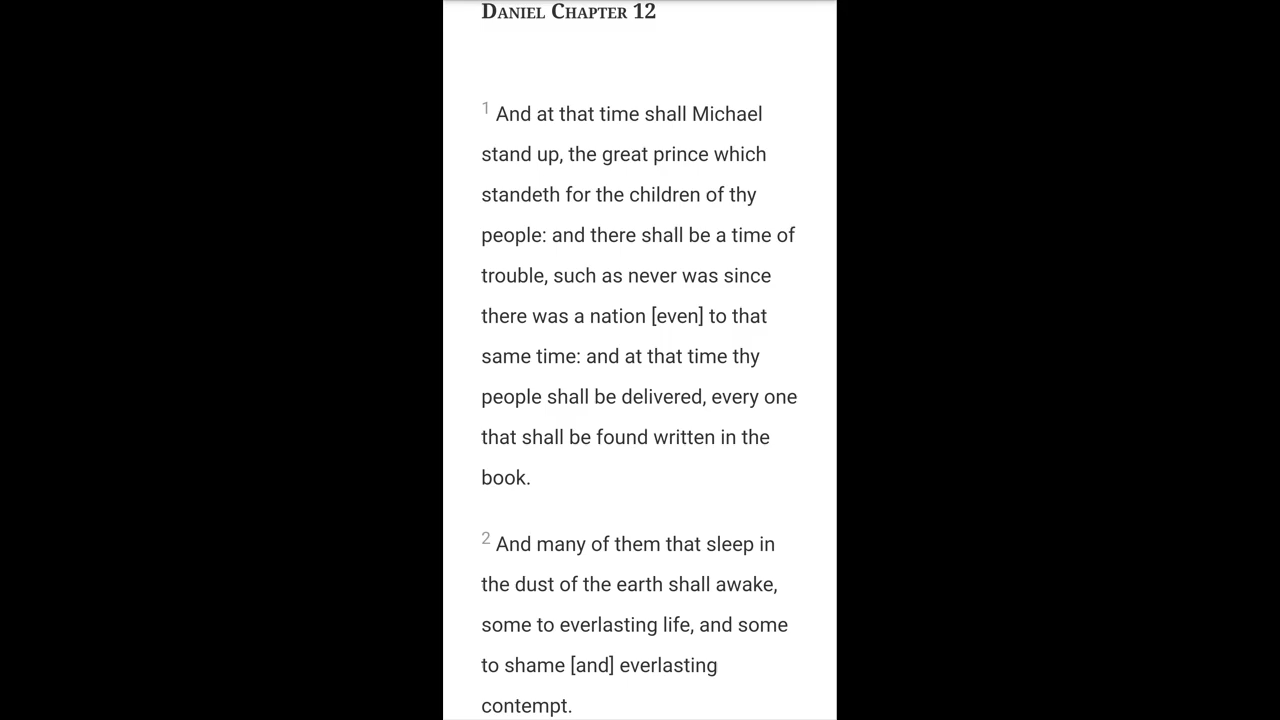 Daniel Chapter 12
1 And at that time shall Michael
stand up, the great prince which
standeth for the children of thy
people: and there shall be a time of
trouble, such as never was since
there was a nation [even] to that
same time: and at that time thy
people shall be delivered, every one
that shall be found written in the
book.
2 And many of them that sleep in
the dust of the earth shall awake,
some to everlasting life, and some
to shame [and] everlasting
contempt.